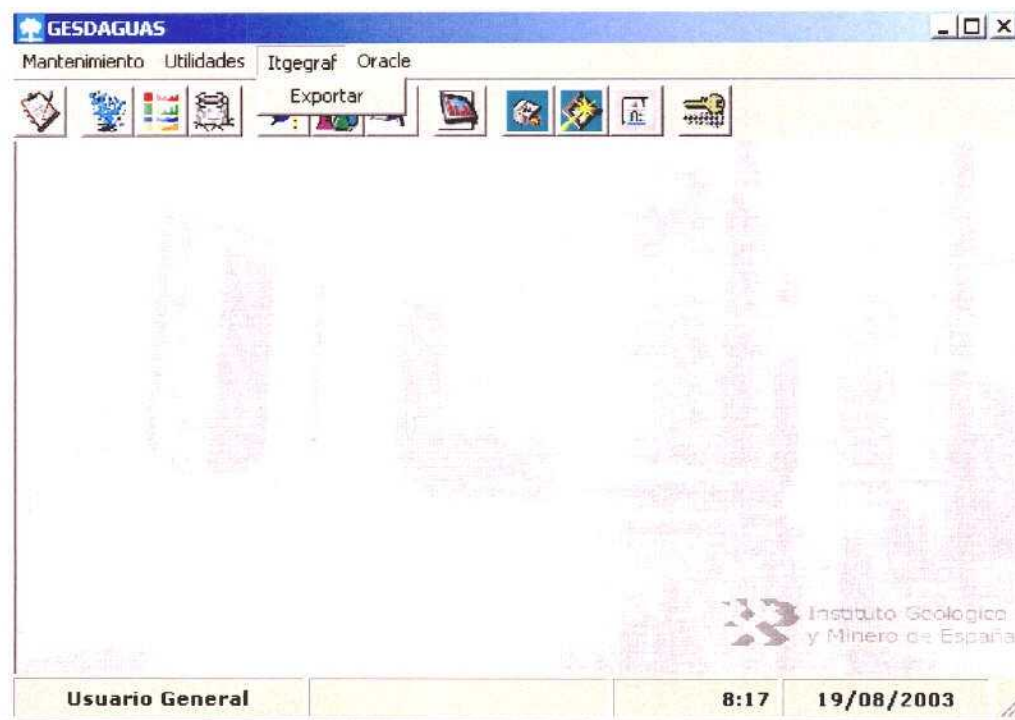 GESDAGUAS
Mantenimiento Utilidades Itgegraf Oracle
Exportar
Instituto Geologico
y Minero de España
Usuario General 8:17 19/08/2003